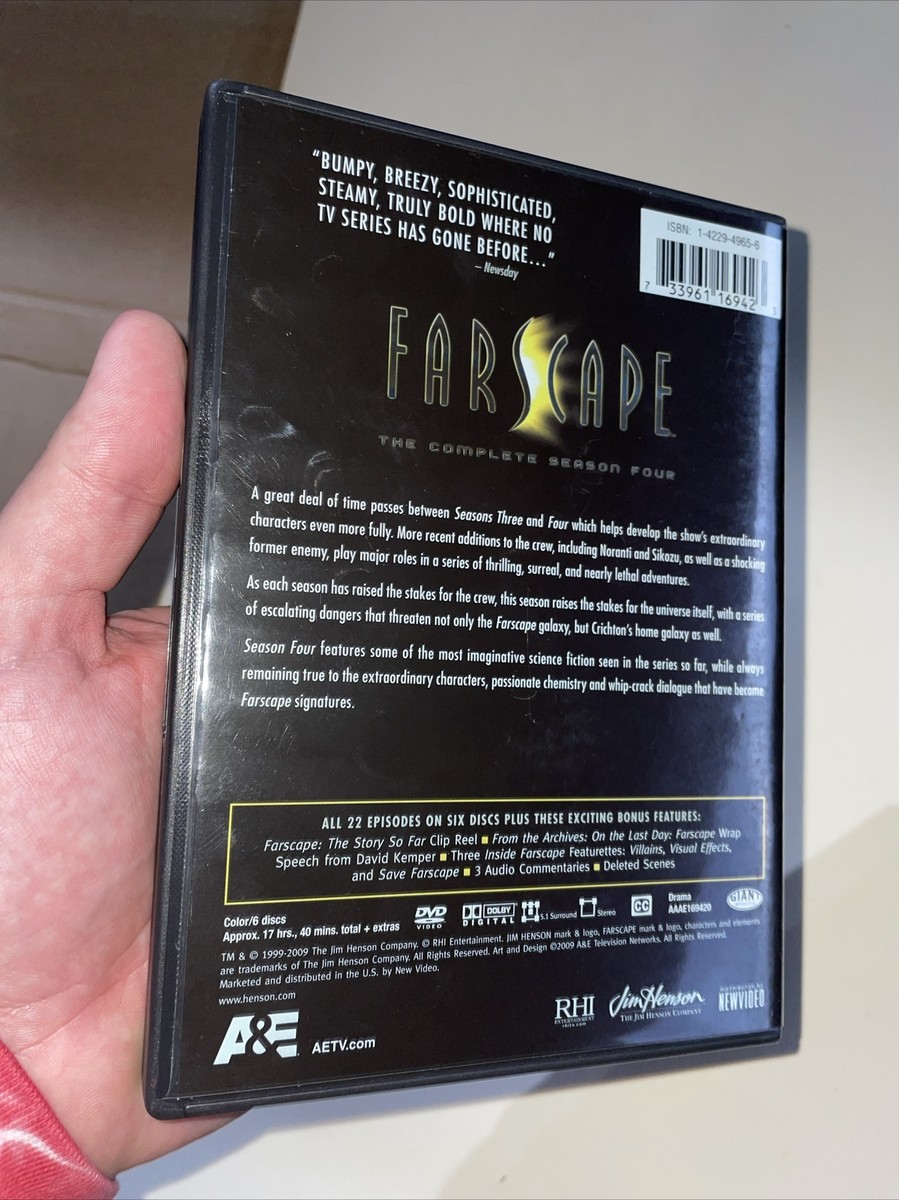 "BUMPY, BREEZY, SOPHISTICATED,
STEAMY, TRULY BOLD WHERE NO
TV SERIES HAS GONE BEFORE..."
– Newsday
ISBN: 1-4229-4965-6
7 33961 16942 3
FARSCAPE
THE COMPLETE SEASON FOUR
A great deal of time passes between Seasons Three and Four which helps develop the show's extraordinary
characters even more fully. More recent additions to the crew, including Noranti and Sikozu, as well as a shocking
former enemy, play major roles in a series of thrilling, surreal, and nearly lethal adventures.
As each season has raised the stakes for the crew, this season raises the stakes for the universe itself, with a series
of escalating dangers that threaten not only the Farscape galaxy, but Crichton's home galaxy as well.
Season Four features some of the most imaginative science fiction seen in the series so far, while always
remaining true to the extraordinary characters, passionate chemistry and whip-crack dialogue that have become
Farscape signatures.
ALL 22 EPISODES ON SIX DISCS PLUS THESE EXCITING BONUS FEATURES:
Farscape: The Story So Far Clip Reel ■ From the Archives: On the Last Day: Farscape Wrap
Speech from David Kemper ■ Three Inside Farscape Featurettes: Villains, Visual Effects,
and Save Farscape ■ 3 Audio Commentaries ■ Deleted Scenes
Color/6 discs
Approx. 17 hrs., 40 mins. total + extras
DVD VIDEO
DOLBY DIGITAL
5.1 Surround
Stereo
CC
Drama
AAAE169420
GIANT
TM & © 1999-2009 The Jim Henson Company. © RHI Entertainment. JIM HENSON mark & logo, FARSCAPE mark & logo, characters and elements
are trademarks of The Jim Henson Company. All Rights Reserved. Art and Design ©2009 A&E Television Networks. All Rights Reserved.
Marketed and distributed in the U.S. by New Video.
www.henson.com
A&E
AETV.com
RHI
ENTERTAINMENT
rhitv.com
Jim Henson
THE JIM HENSON COMPANY
DISTRIBUTED BY
NEWVIDEO